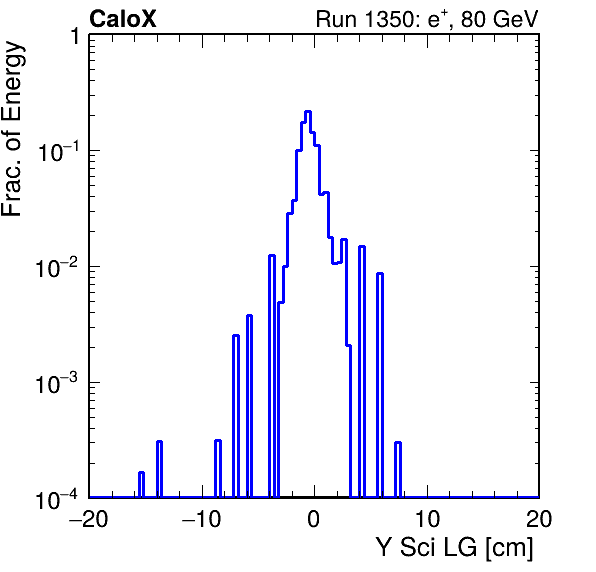 CaloX Run 1350: e⁺, 80 GeV
Frac. of Energy
1
10⁻¹
10⁻²
10⁻³
10⁻⁴
−20 −10 0 10 20
Y Sci LG [cm]